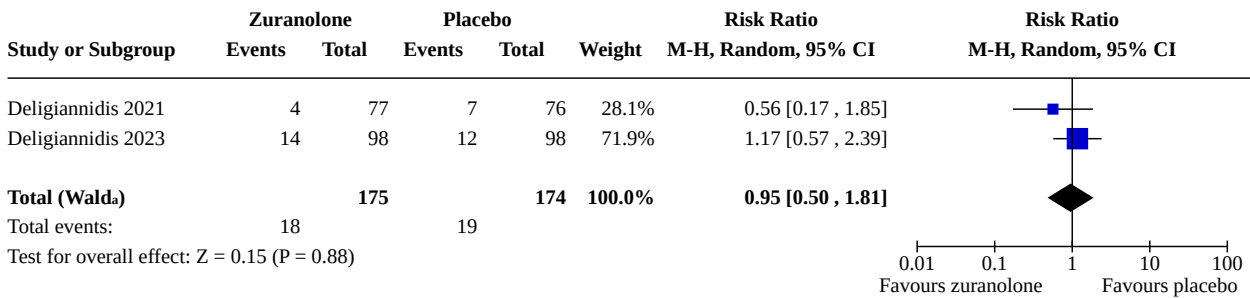 Zuranolone Placebo Risk Ratio Risk Ratio
Study or Subgroup Events Total Events Total Weight M-H, Random, 95% CI M-H, Random, 95% CI
Deligiannidis 2021 4 77 7 76 28.1% 0.56 [0.17 , 1.85]
Deligiannidis 2023 14 98 12 98 71.9% 1.17 [0.57 , 2.39]
Total (Walda) 175 174 100.0% 0.95 [0.50 , 1.81]
Total events: 18 19
Test for overall effect: Z = 0.15 (P = 0.88)
0.01 0.1 1 10 100
Favours zuranolone Favours placebo